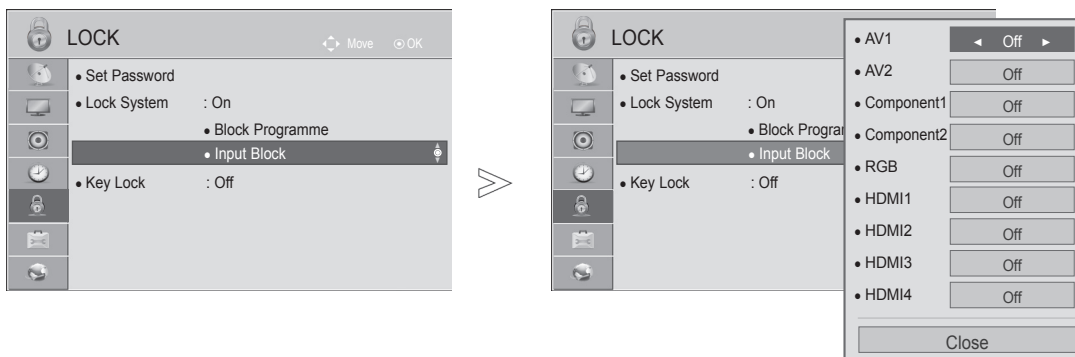 LOCK
Move OK
• Set Password
• Lock System : On
• Block Programme
• Input Block
• Key Lock : Off
LOCK
• Set Password
• Lock System : On
• Block Progra
• Input Block
• Key Lock : Off
• AV1 ◄ Off ►
• AV2 Off
• Component1 Off
• Component2 Off
• RGB Off
• HDMI1 Off
• HDMI2 Off
• HDMI3 Off
• HDMI4 Off
Close